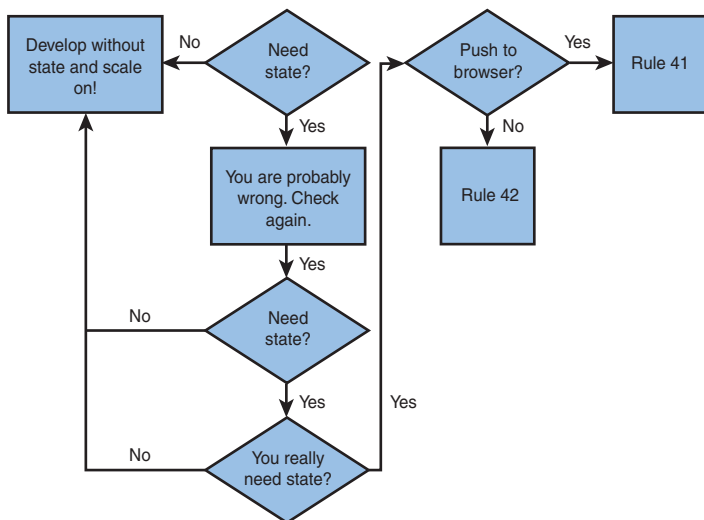 Develop without
state and scale
on!
No
Need
state?
Push to
browser?
Yes
Rule 41
Yes
No
You are probably
wrong. Check
again.
Rule 42
Yes
No
Need
state?
Yes
Yes
No
You really
need state?